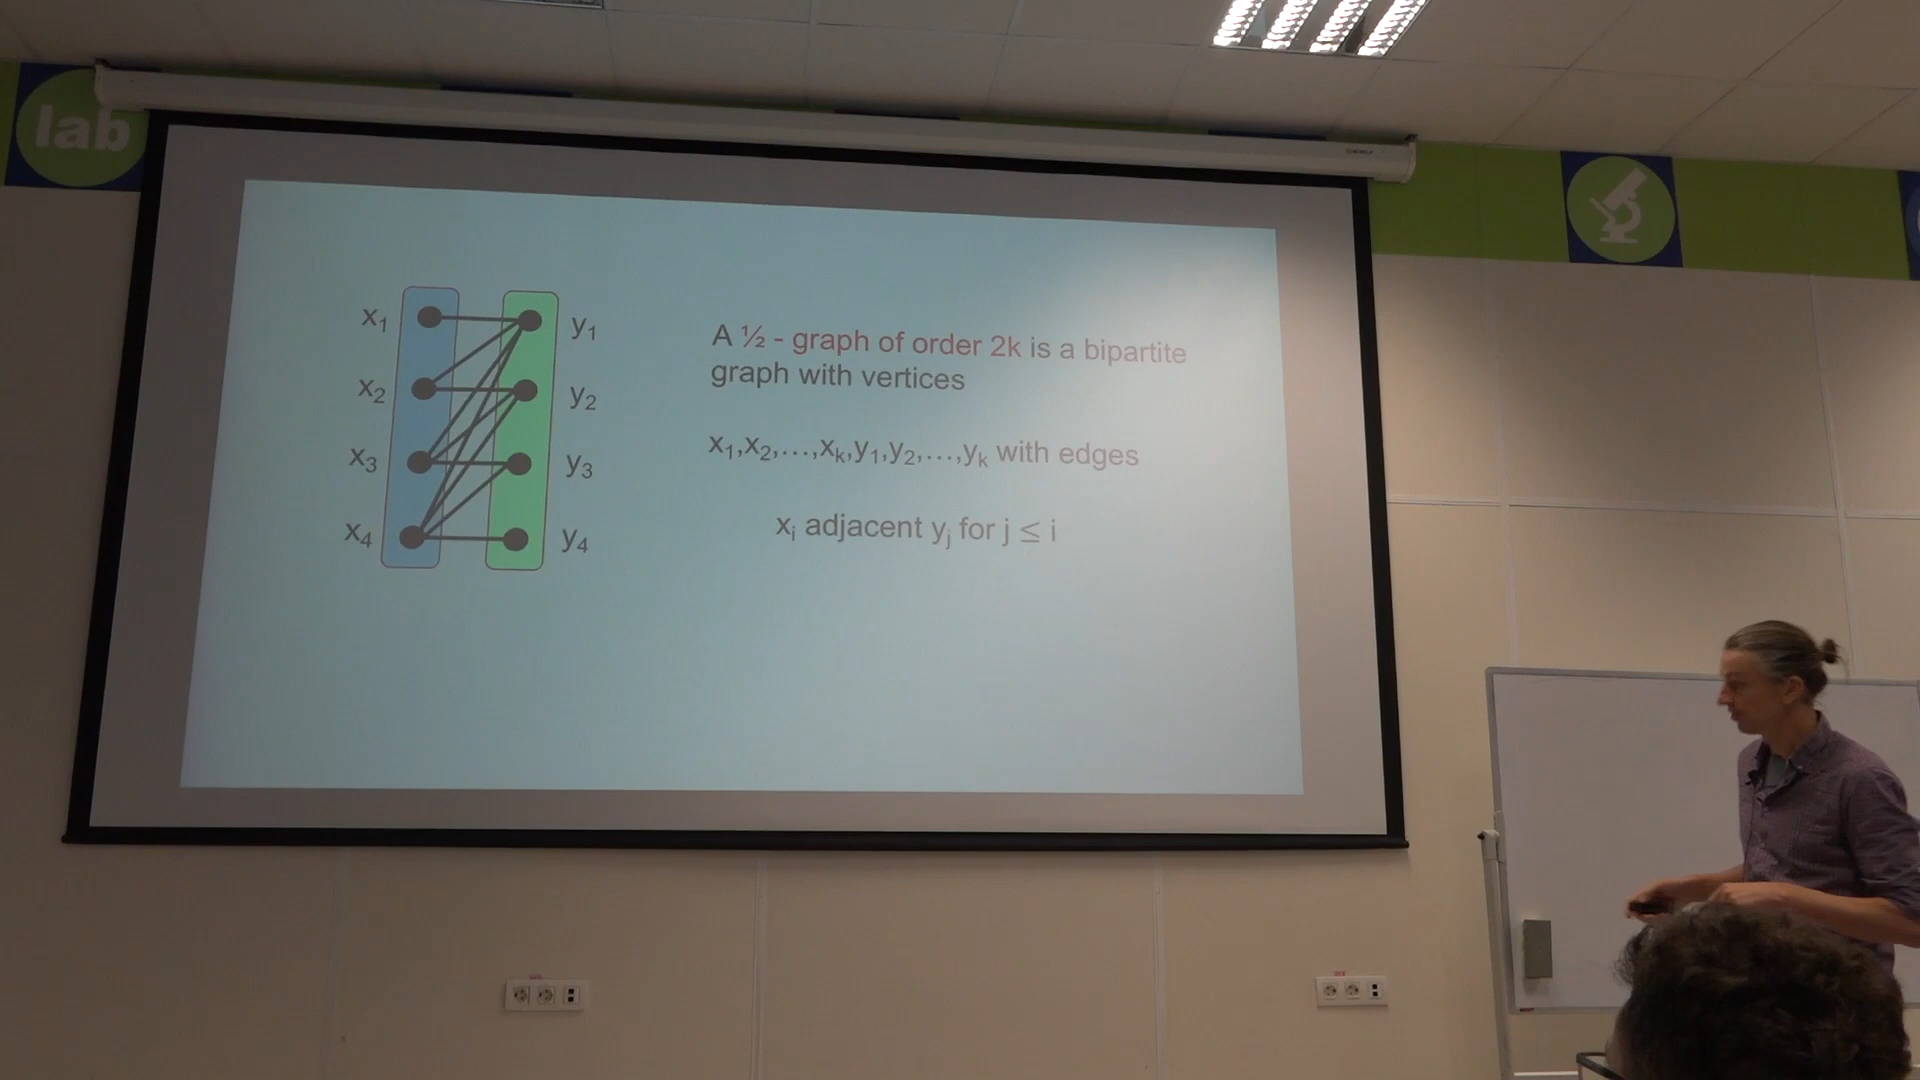 lab
x₁
y₁
x₂
y₂
x₃
y₃
x₄
y₄
A ½ - graph of order 2k is a bipartite
graph with vertices
x₁,x₂,...,xₖ,y₁,y₂,...,yₖ with edges
xᵢ adjacent yⱼ for j ≤ i